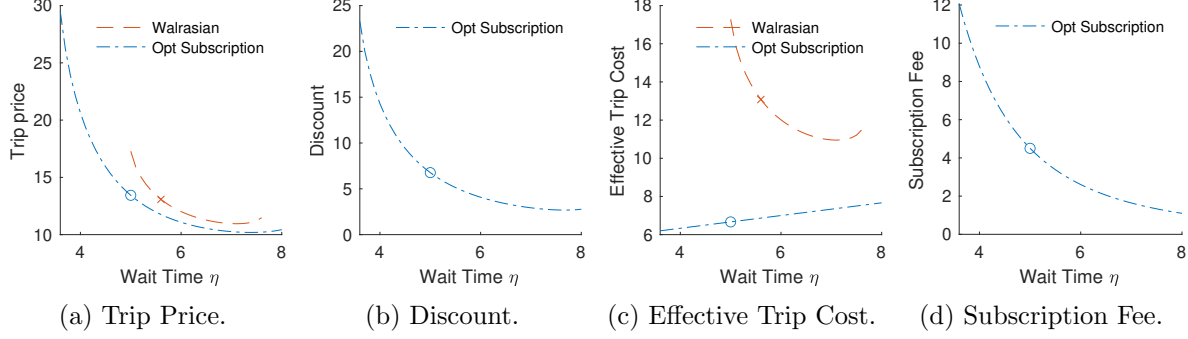 30
25
20
15
10
4
6
8
Trip price
Wait Time η
Walrasian
Opt Subscription
(a) Trip Price.
25
20
15
10
5
0
4
6
8
Discount
Wait Time η
Opt Subscription
(b) Discount.
18
16
14
12
10
8
6
4
6
8
Effective Trip Cost
Wait Time η
Walrasian
Opt Subscription
(c) Effective Trip Cost.
12
10
8
6
4
2
0
4
6
8
Subscription Fee
Wait Time η
Opt Subscription
(d) Subscription Fee.